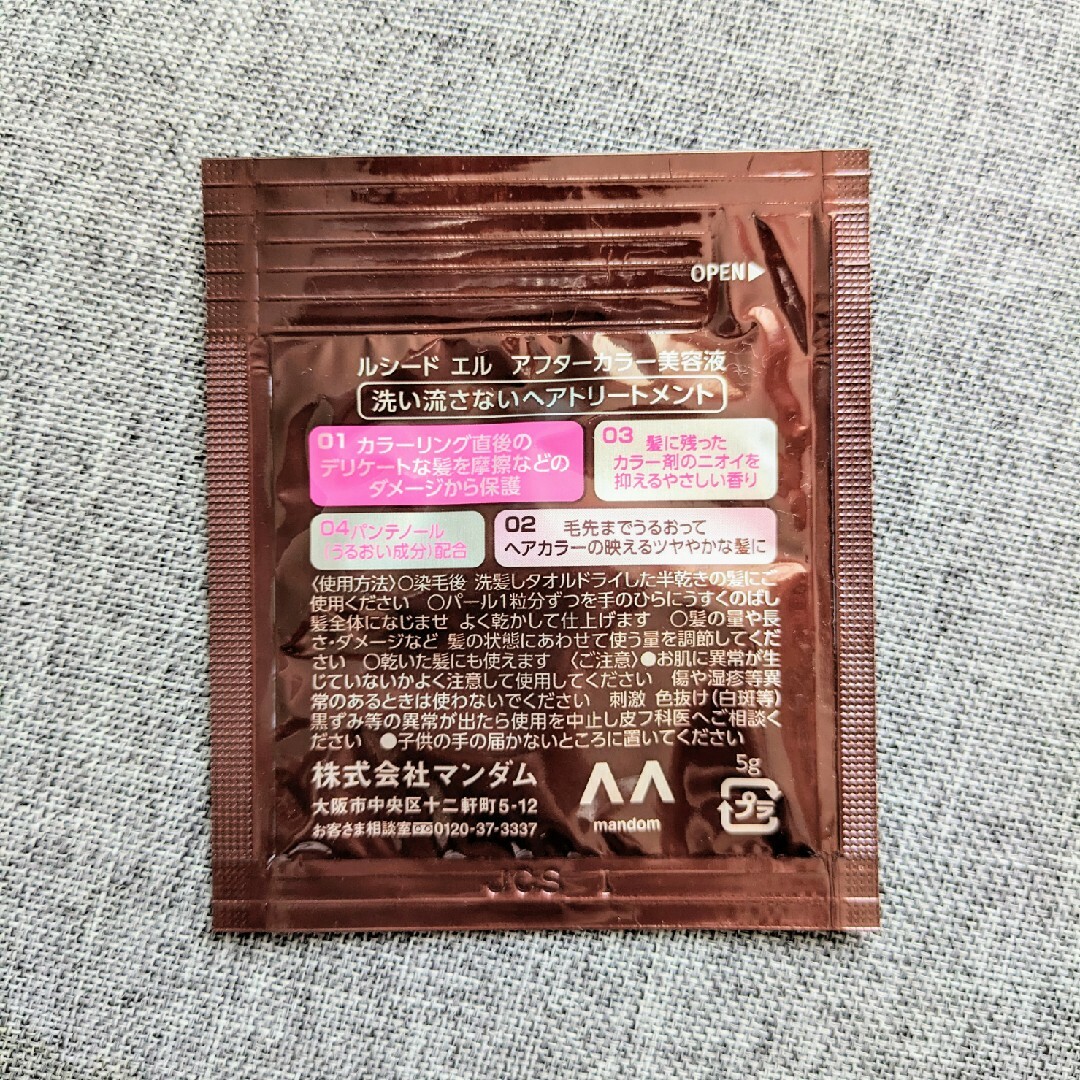 OPEN▶
ルシード エル アフターカラー美容液
洗い流さないヘアトリートメント
01 カラーリング直後の
デリケートな髪を摩擦などの
ダメージから保護
03 髪に残った
カラー剤のニオイを
抑えるやさしい香り
04 パンテノール
(うるおい成分)配合
02 毛先までうるおって
ヘアカラーの映えるツヤやかな髪に
〈使用方法〉○染毛後 洗髪しタオルドライした半乾きの髪にご
使用ください ○パール1粒分ずつを手のひらにうすくのばし
髪全体になじませ よく乾かして仕上げます ○髪の量や長
さ・ダメージなど 髪の状態にあわせて使う量を調節してくだ
さい ○乾いた髪にも使えます 〈ご注意〉●お肌に異常が生
じていないかよく注意して使用してください 傷や湿疹等異
常のあるときは使わないでください 刺激 色抜け(白斑等)
黒ずみ等の異常が出たら使用を中止し皮フ科医へご相談く
ださい ●子供の手の届かないところに置いてください
株式会社マンダム
大阪市中央区十二軒町5-12
お客さま相談室 0120-37-3337
mandom
5g
プラ
JCS 1